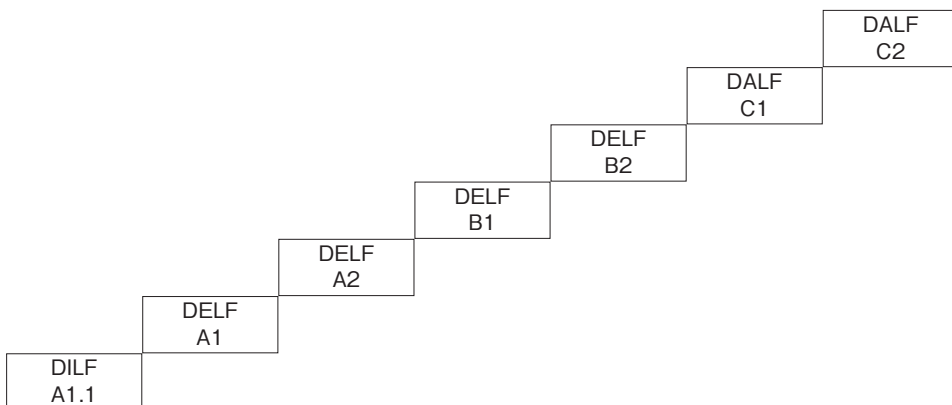 DALF
C2
DALF
C1
DELF
B2
DELF
B1
DELF
A2
DELF
A1
DILF
A1.1